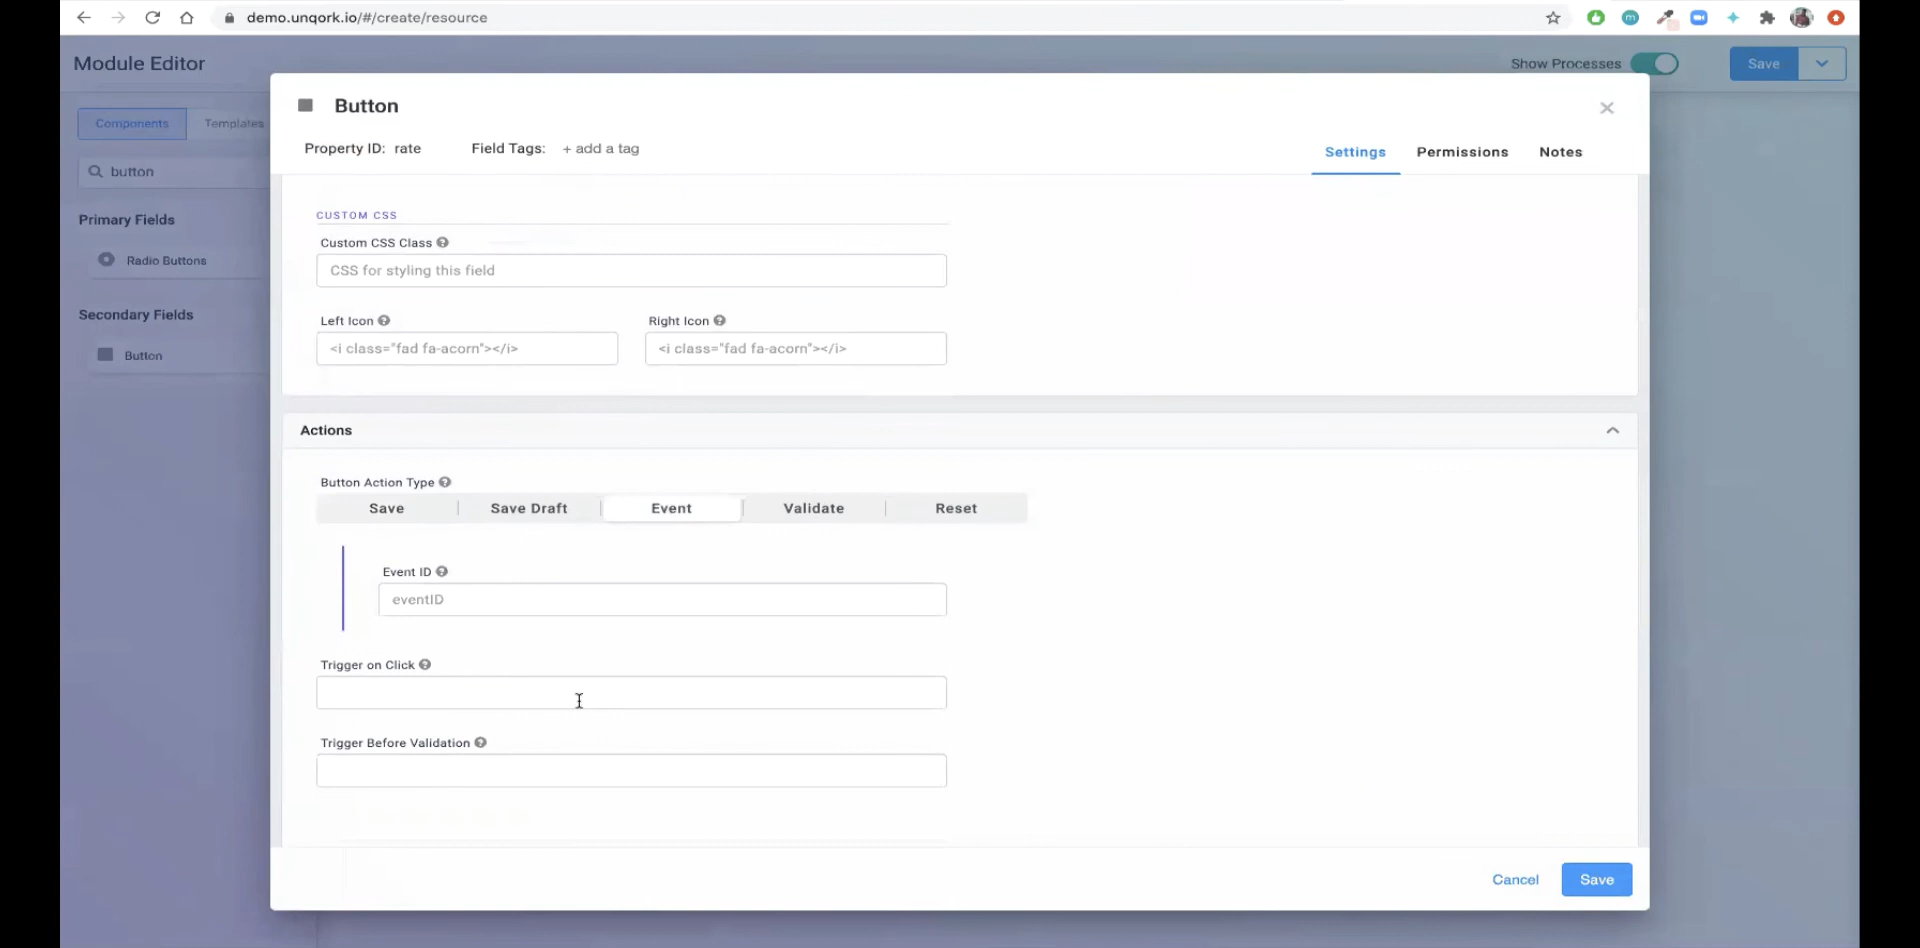 demo.unqork.io/#/create/resource
Module Editor
Show Processes
Save
Components
Templates
button
Primary Fields
Radio Buttons
Secondary Fields
Button
Button
Property ID: rate
Field Tags: + add a tag
Settings
Permissions
Notes
CUSTOM CSS
Custom CSS Class
CSS for styling this field
Left Icon
Right Icon
<i class="fad fa-acorn"></i>
<i class="fad fa-acorn"></i>
Actions
Button Action Type
Save
Save Draft
Event
Validate
Reset
Event ID
eventID
Trigger on Click
Trigger Before Validation
Cancel
Save